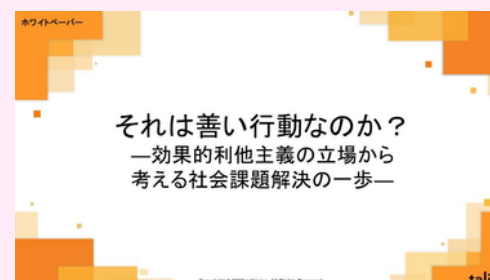 ホワイトペーパー
それは善い行動なのか？
―効果的利他主義の立場から
考える社会課題解決の一歩―